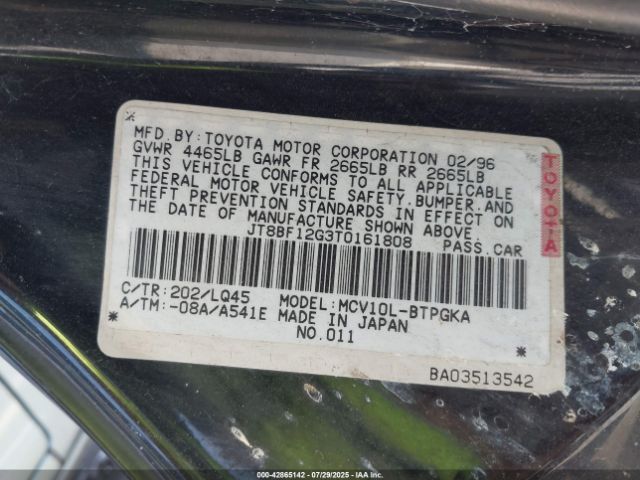 MFD.BY:TOYOTA MOTOR CORPORATION 02/96
GVWR 4465LB GAWR FR 2665LB RR 2665LB
THIS VEHICLE CONFORMS TO ALL APPLICABLE
FEDERAL MOTOR VEHICLE SAFETY,BUMPER,AND
THEFT PREVENTION STANDARDS IN EFFECT ON
THE DATE OF MANUFACTURE SHOWN ABOVE.
JT8BF12G3T0161808 PASS.CAR
C/TR:202/LQ45 MODEL:MCV10L-BTPGKA
A/TM:-08A/A541E MADE IN JAPAN
NO.011
BA03513542
TOYOTA
000-42865142 - 07/29/2025 - IAAI.COM